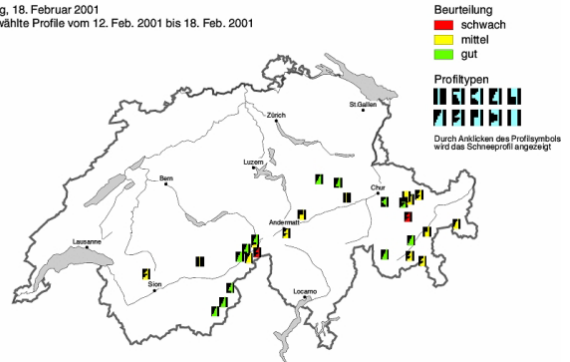 g, 18. Februar 2001
wählte Profile vom 12. Feb. 2001 bis 18. Feb. 2001
Beurteilung
schwach
mittel
gut
Profiltypen
Durch Anklicken des Profilsymbols
wird das Schneeprofil angezeigt
St.Gallen
Zürich
Luzern
Bern
Chur
Andermatt
Lausanne
Sion
Locarno